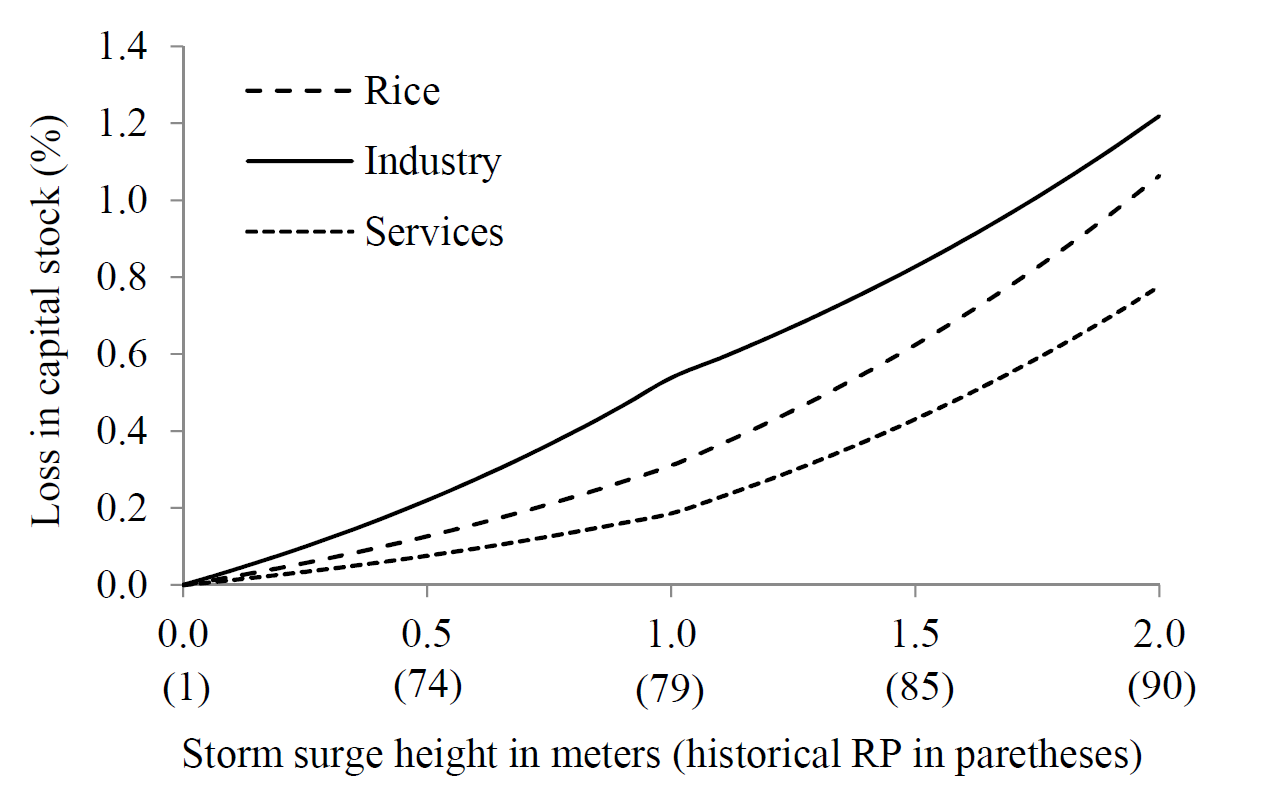 1.4
1.2
1.0
0.8
0.6
0.4
0.2
0.0
Loss in capital stock (%)
Rice
Industry
Services
0.0 0.5 1.0 1.5 2.0
(1) (74) (79) (85) (90)
Storm surge height in meters (historical RP in paretheses)